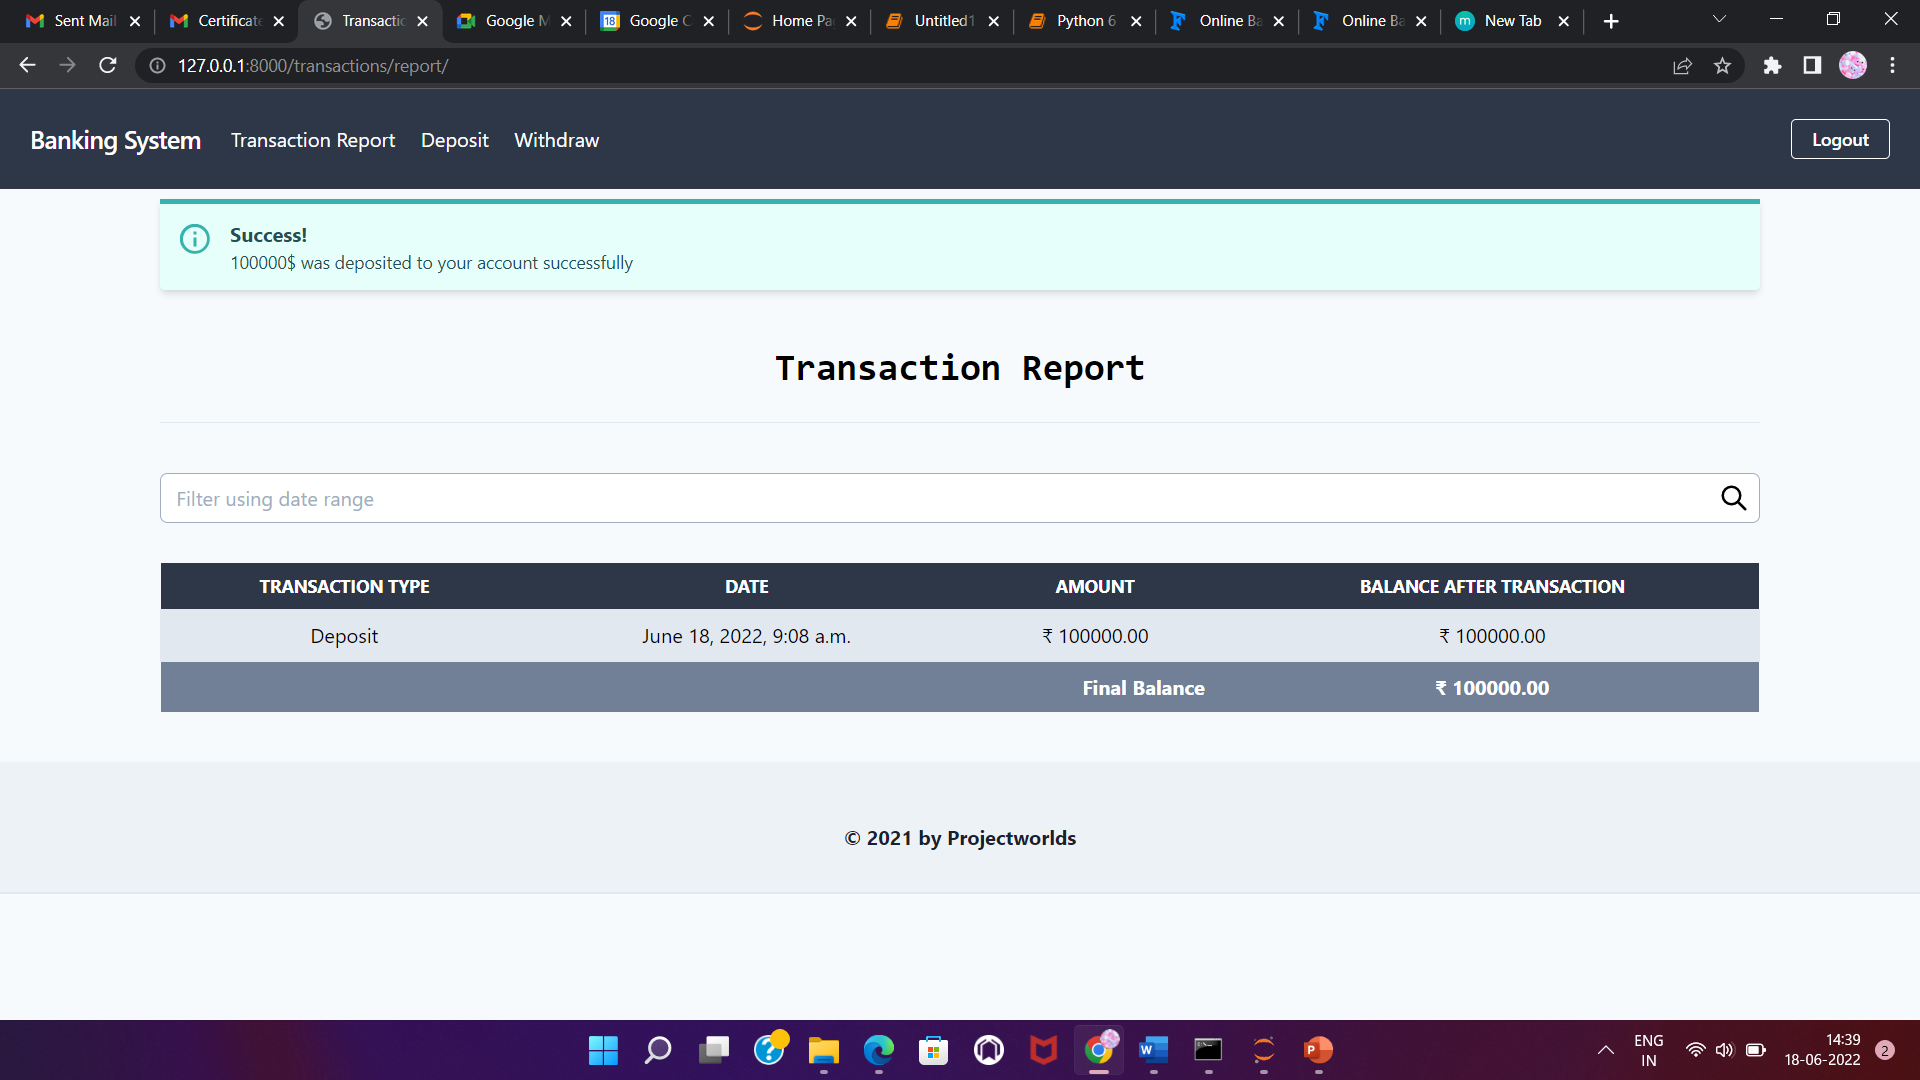 Sent Mail
Certificate
Transactio
Google M
18
Google C
Home Pa
Untitled1
Python 6
Online Ba
Online Ba
m
New Tab
127.0.0.1:8000/transactions/report/
Banking System
Transaction Report
Deposit
Withdraw
Logout
Success!
100000$ was deposited to your account successfully
Transaction Report
Filter using date range
TRANSACTION TYPE DATE AMOUNT BALANCE AFTER TRANSACTION
Deposit June 18, 2022, 9:08 a.m. ₹ 100000.00 ₹ 100000.00
Final Balance ₹ 100000.00
© 2021 by Projectworlds
ENG
IN
14:39
18-06-2022
2